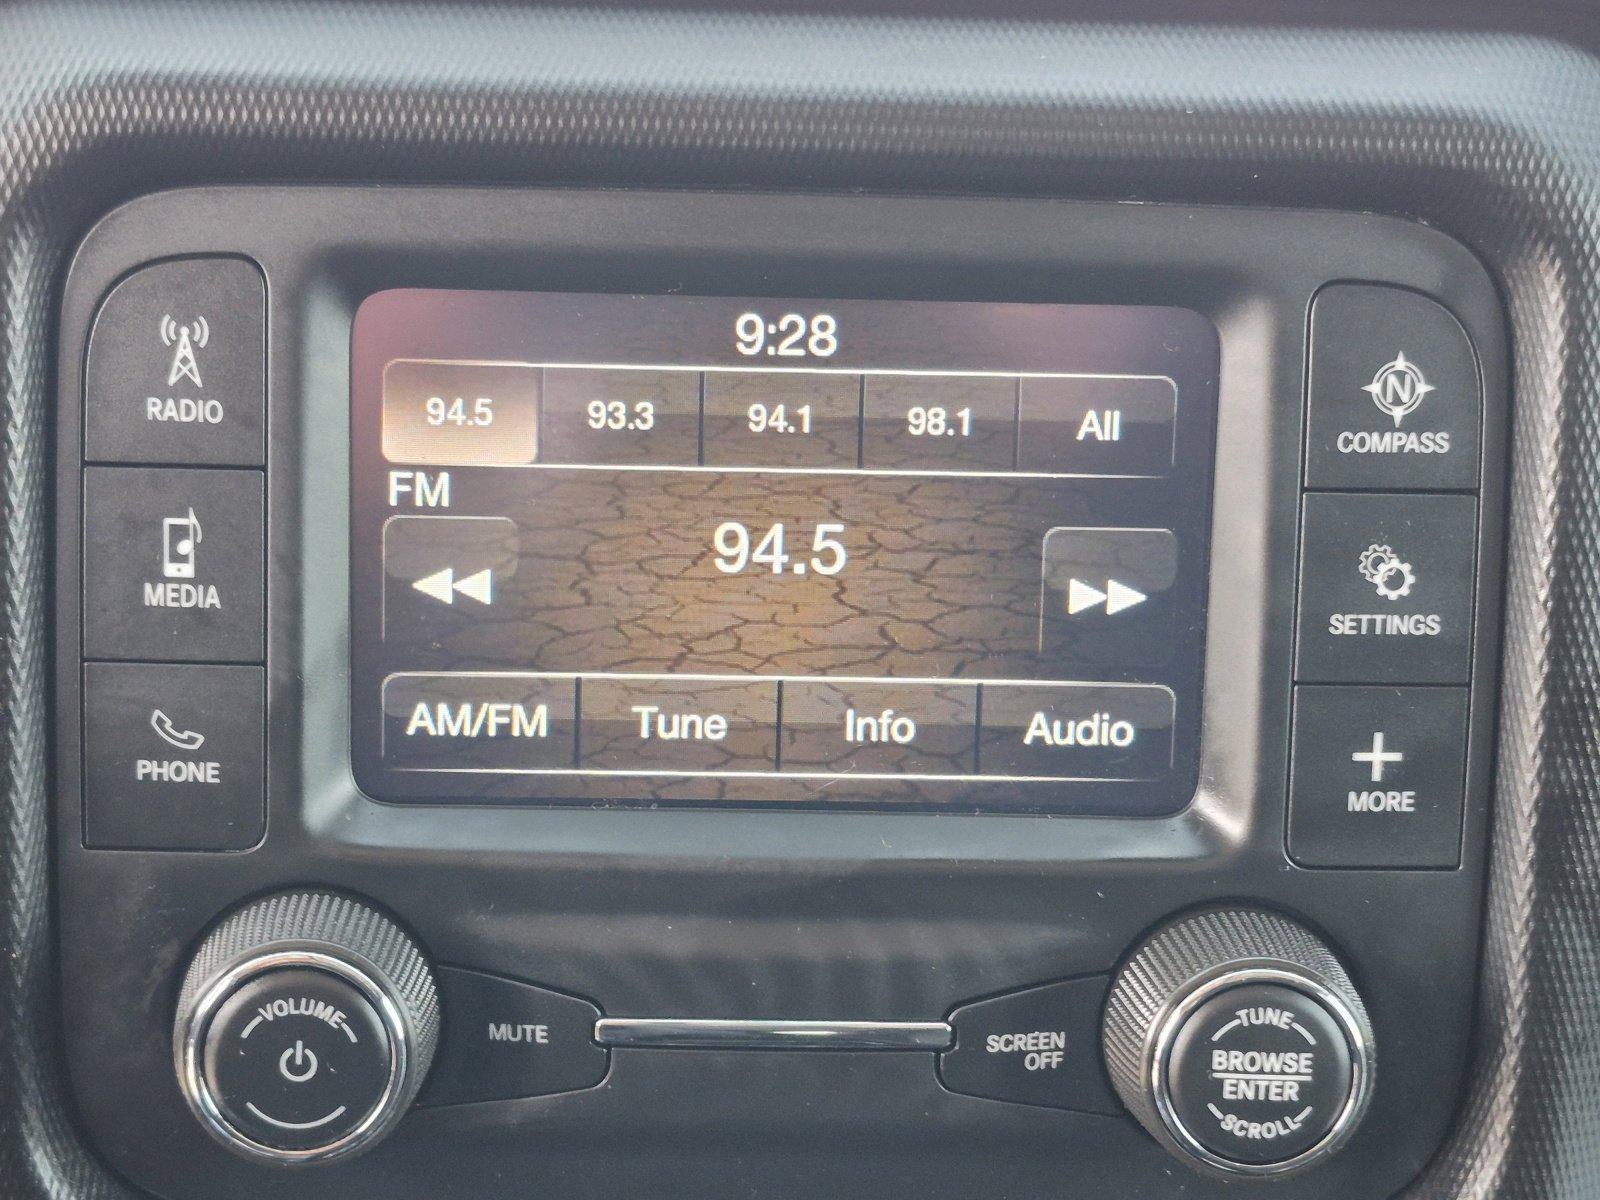 9:28
94.5 93.3 94.1 98.1 All
FM
94.5
AM/FM Tune Info Audio
RADIO
MEDIA
PHONE
N
COMPASS
SETTINGS
MORE
VOLUME
MUTE
SCREEN
OFF
TUNE
BROWSE
ENTER
SCROLL